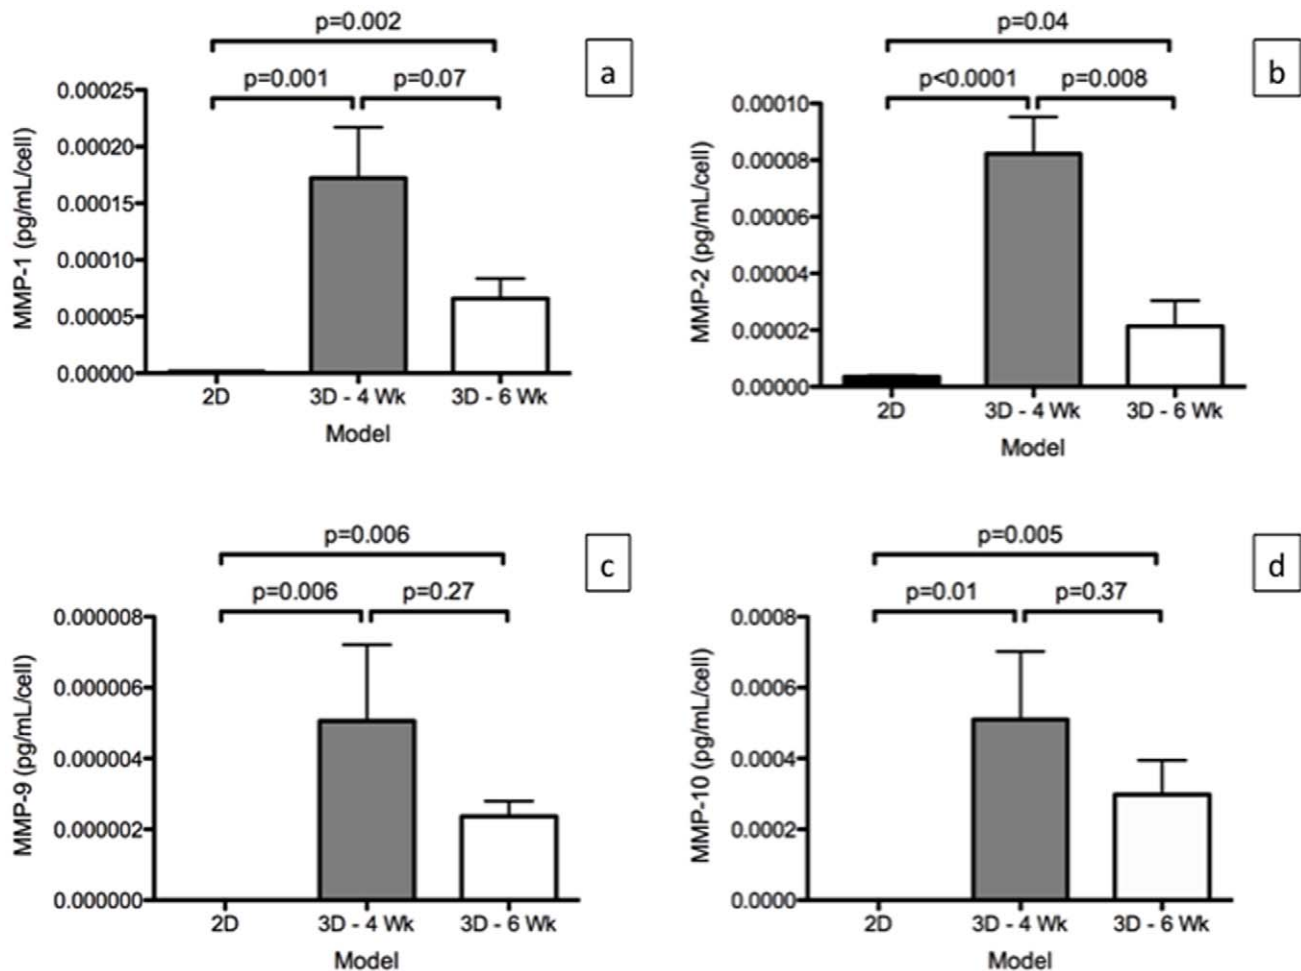 p=0.002
a
p=0.001
p=0.07
MMP-1 (pg/mL/cell)
0.00025
0.00020
0.00015
0.00010
0.00005
0.00000
2D
3D - 4 Wk
3D - 6 Wk
Model
p=0.04
b
p<0.0001
p=0.008
MMP-2 (pg/mL/cell)
0.00010
0.00008
0.00006
0.00004
0.00002
0.00000
2D
3D - 4 Wk
3D - 6 Wk
Model
p=0.006
c
p=0.006
p=0.27
MMP-9 (pg/mL/cell)
0.000008
0.000006
0.000004
0.000002
0.000000
2D
3D - 4 Wk
3D - 6 Wk
Model
p=0.005
d
p=0.01
p=0.37
MMP-10 (pg/mL/cell)
0.0008
0.0006
0.0004
0.0002
0.0000
2D
3D - 4 Wk
3D - 6 Wk
Model